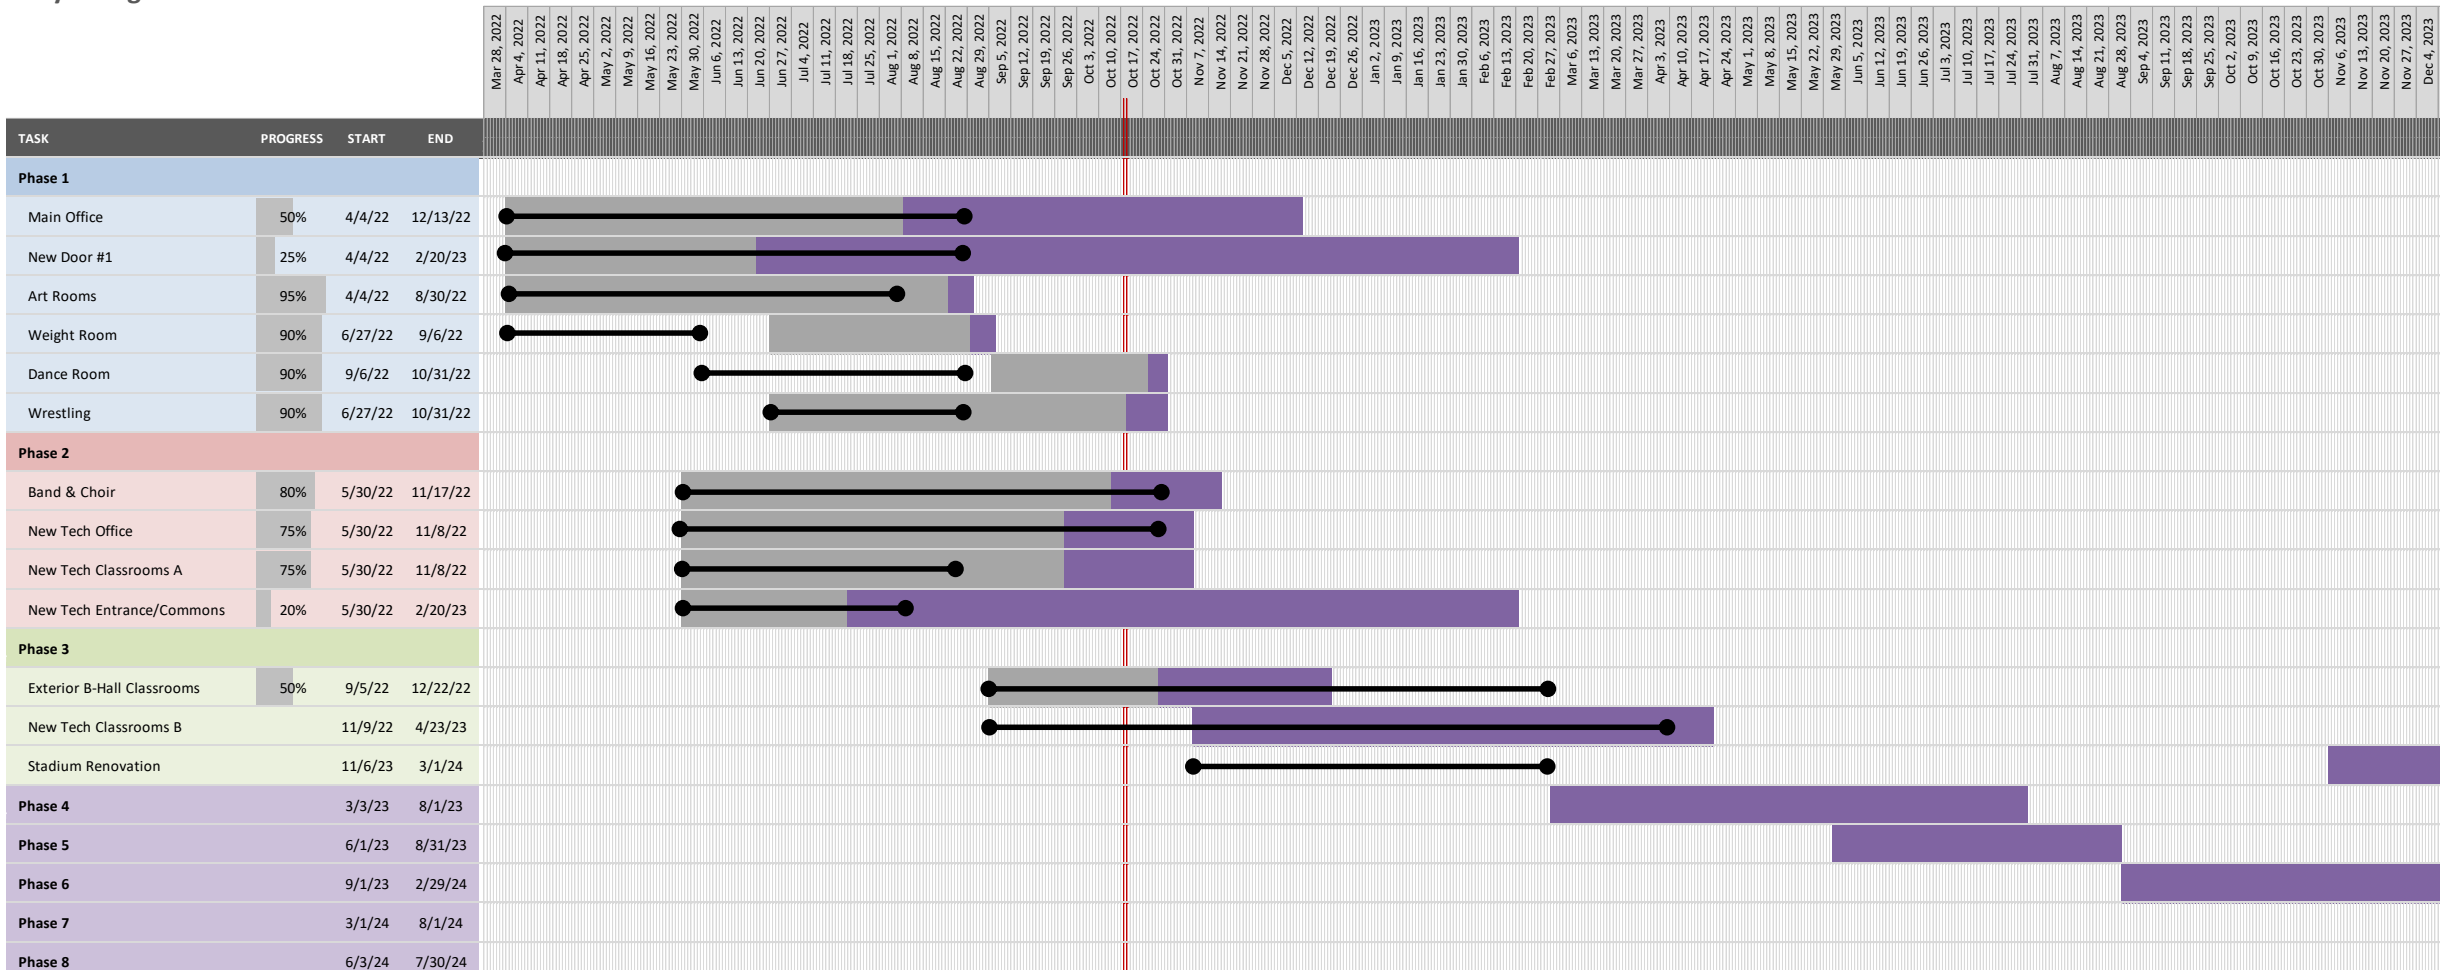 Mar 28, 2022
Apr 4, 2022
Apr 11, 2022
Apr 18, 2022
Apr 25, 2022
May 2, 2022
May 9, 2022
May 16, 2022
May 23, 2022
May 30, 2022
Jun 6, 2022
Jun 13, 2022
Jun 20, 2022
Jun 27, 2022
Jul 4, 2022
Jul 11, 2022
Jul 18, 2022
Jul 25, 2022
Aug 1, 2022
Aug 8, 2022
Aug 15, 2022
Aug 22, 2022
Aug 29, 2022
Sep 5, 2022
Sep 12, 2022
Sep 19, 2022
Sep 26, 2022
Oct 3, 2022
Oct 10, 2022
Oct 17, 2022
Oct 24, 2022
Oct 31, 2022
Nov 7, 2022
Nov 14, 2022
Nov 21, 2022
Nov 28, 2022
Dec 5, 2022
Dec 12, 2022
Dec 19, 2022
Dec 26, 2022
Jan 2, 2023
Jan 9, 2023
Jan 16, 2023
Jan 23, 2023
Jan 30, 2023
Feb 6, 2023
Feb 13, 2023
Feb 20, 2023
Feb 27, 2023
Mar 6, 2023
Mar 13, 2023
Mar 20, 2023
Mar 27, 2023
Apr 3, 2023
Apr 10, 2023
Apr 17, 2023
Apr 24, 2023
May 1, 2023
May 8, 2023
May 15, 2023
May 22, 2023
May 29, 2023
Jun 5, 2023
Jun 12, 2023
Jun 19, 2023
Jun 26, 2023
Jul 3, 2023
Jul 10, 2023
Jul 17, 2023
Jul 24, 2023
Jul 31, 2023
Aug 7, 2023
Aug 14, 2023
Aug 21, 2023
Aug 28, 2023
Sep 4, 2023
Sep 11, 2023
Sep 18, 2023
Sep 25, 2023
Oct 2, 2023
Oct 9, 2023
Oct 16, 2023
Oct 23, 2023
Oct 30, 2023
Nov 6, 2023
Nov 13, 2023
Nov 20, 2023
Nov 27, 2023
Dec 4, 2023
TASK PROGRESS START END
Phase 1
Main Office 50% 4/4/22 12/13/22
New Door #1 25% 4/4/22 2/20/23
Art Rooms 95% 4/4/22 8/30/22
Weight Room 90% 6/27/22 9/6/22
Dance Room 90% 9/6/22 10/31/22
Wrestling 90% 6/27/22 10/31/22
Phase 2
Band & Choir 80% 5/30/22 11/17/22
New Tech Office 75% 5/30/22 11/8/22
New Tech Classrooms A 75% 5/30/22 11/8/22
New Tech Entrance/Commons 20% 5/30/22 2/20/23
Phase 3
Exterior B-Hall Classrooms 50% 9/5/22 12/22/22
New Tech Classrooms B 11/9/22 4/23/23
Stadium Renovation 11/6/23 3/1/24
Phase 4 3/3/23 8/1/23
Phase 5 6/1/23 8/31/23
Phase 6 9/1/23 2/29/24
Phase 7 3/1/24 8/1/24
Phase 8 6/3/24 7/30/24